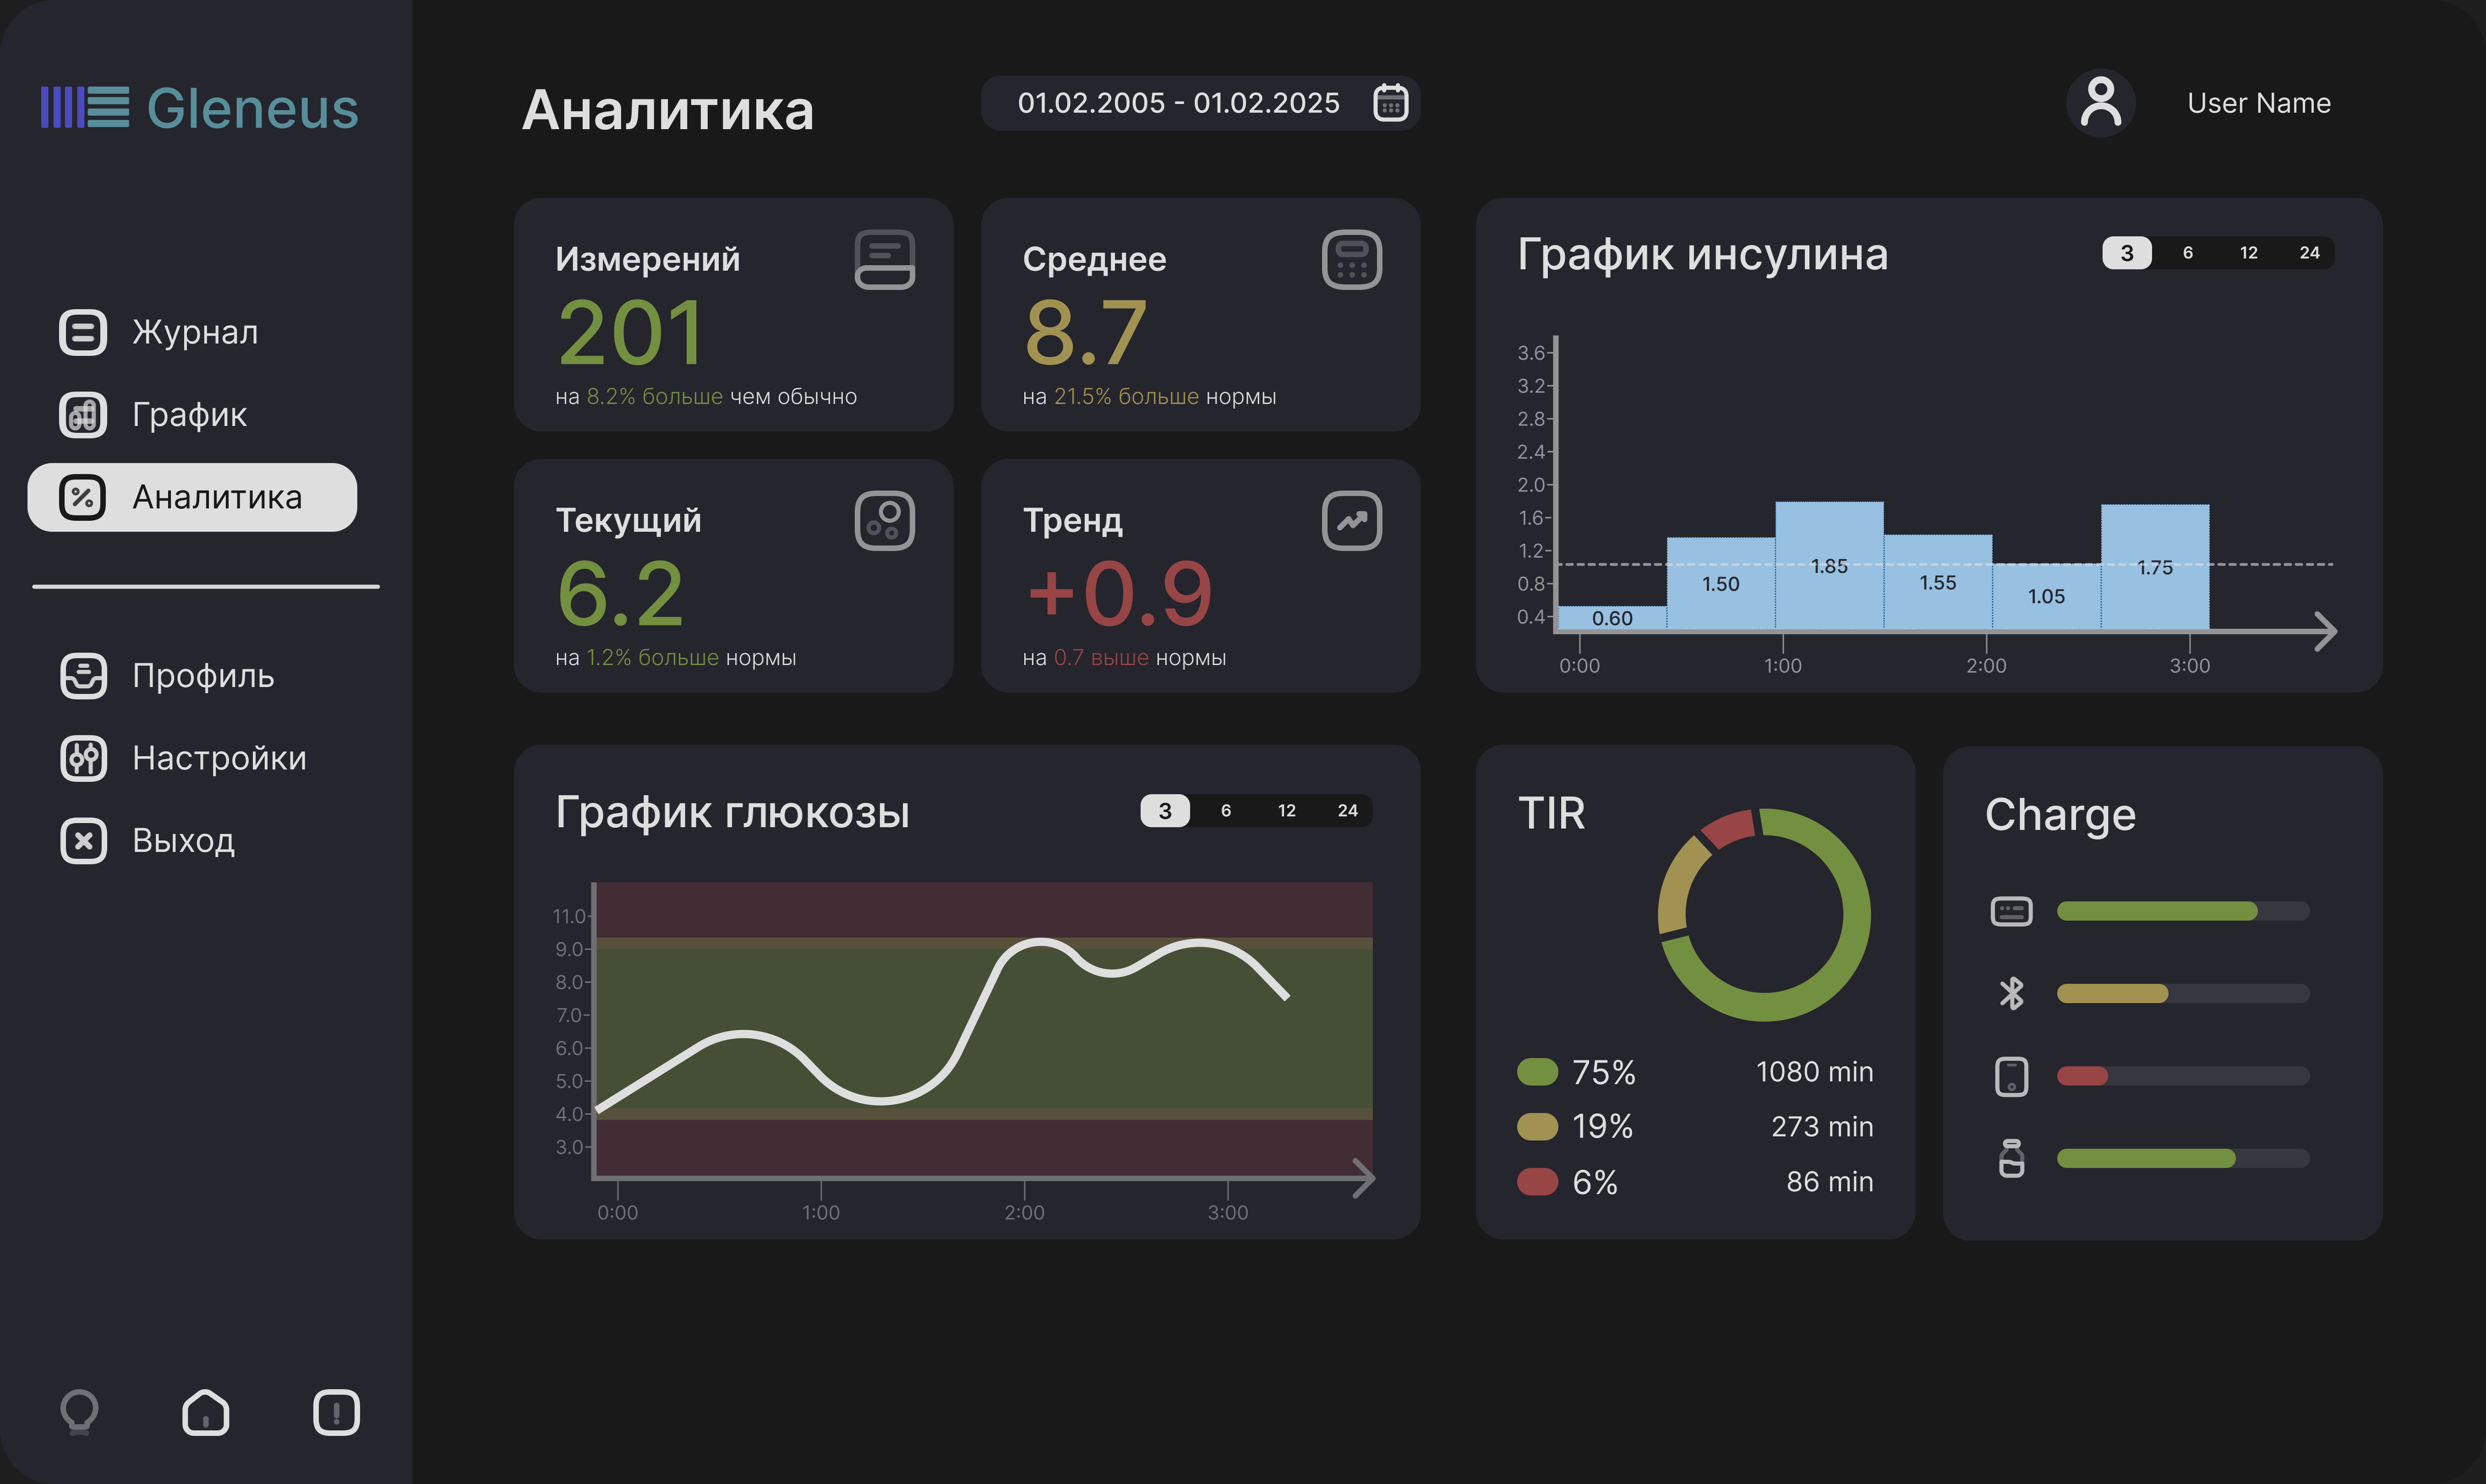 Gleneus
Журнал
График
Аналитика
Профиль
Настройки
Выход
Аналитика
01.02.2005 - 01.02.2025
User Name
Измерений
201
на 8.2% больше чем обычно
Среднее
8.7
на 21.5% больше нормы
Текущий
6.2
на 1.2% больше нормы
Тренд
+0.9
на 0.7 выше нормы
График инсулина
3 6 12 24
3.6
3.2
2.8
2.4
2.0
1.6
1.2
0.8
0.4
0.60 1.50 1.85 1.55 1.05 1.75
0:00 1:00 2:00 3:00
График глюкозы
3 6 12 24
11.0
9.0
8.0
7.0
6.0
5.0
4.0
3.0
0:00 1:00 2:00 3:00
TIR
75% 1080 min
19% 273 min
6% 86 min
Charge